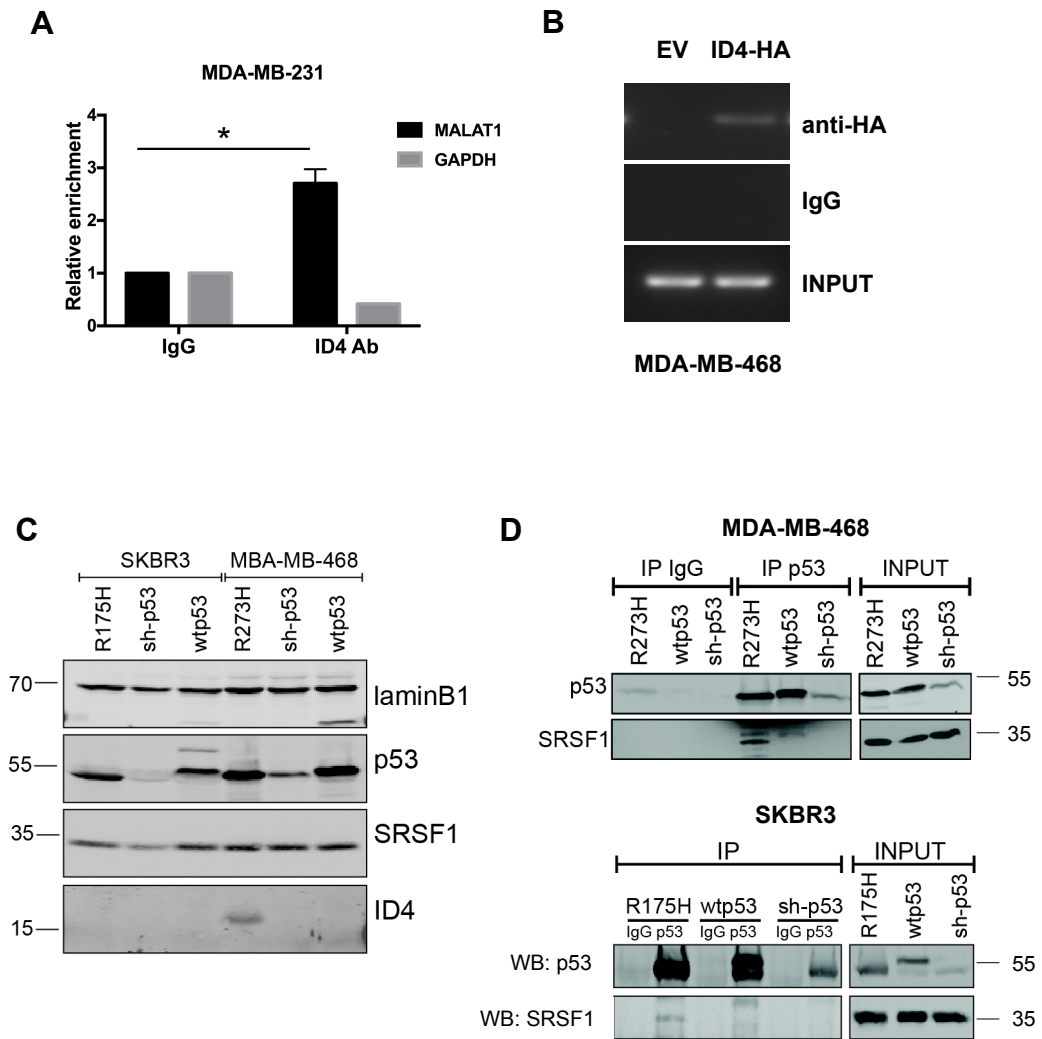 A
MDA-MB-231
Relative enrichment
4
3
2
1
0
*
MALAT1
GAPDH
IgG
ID4 Ab
B
EV ID4-HA
anti-HA
IgG
INPUT
MDA-MB-468
C
SKBR3 MBA-MB-468
R175H sh-p53 wtp53 R273H sh-p53 wtp53
70 laminB1
55 p53
35 SRSF1
15 ID4
D
MDA-MB-468
IP IgG IP p53 INPUT
R273H wtp53 sh-p53 R273H wtp53 sh-p53 R273H wtp53 sh-p53
p53 55
SRSF1 35
SKBR3
IP INPUT
R175H wtp53 sh-p53 R175H wtp53 sh-p53
IgG p53 IgG p53 IgG p53
WB: p53 55
WB: SRSF1 35